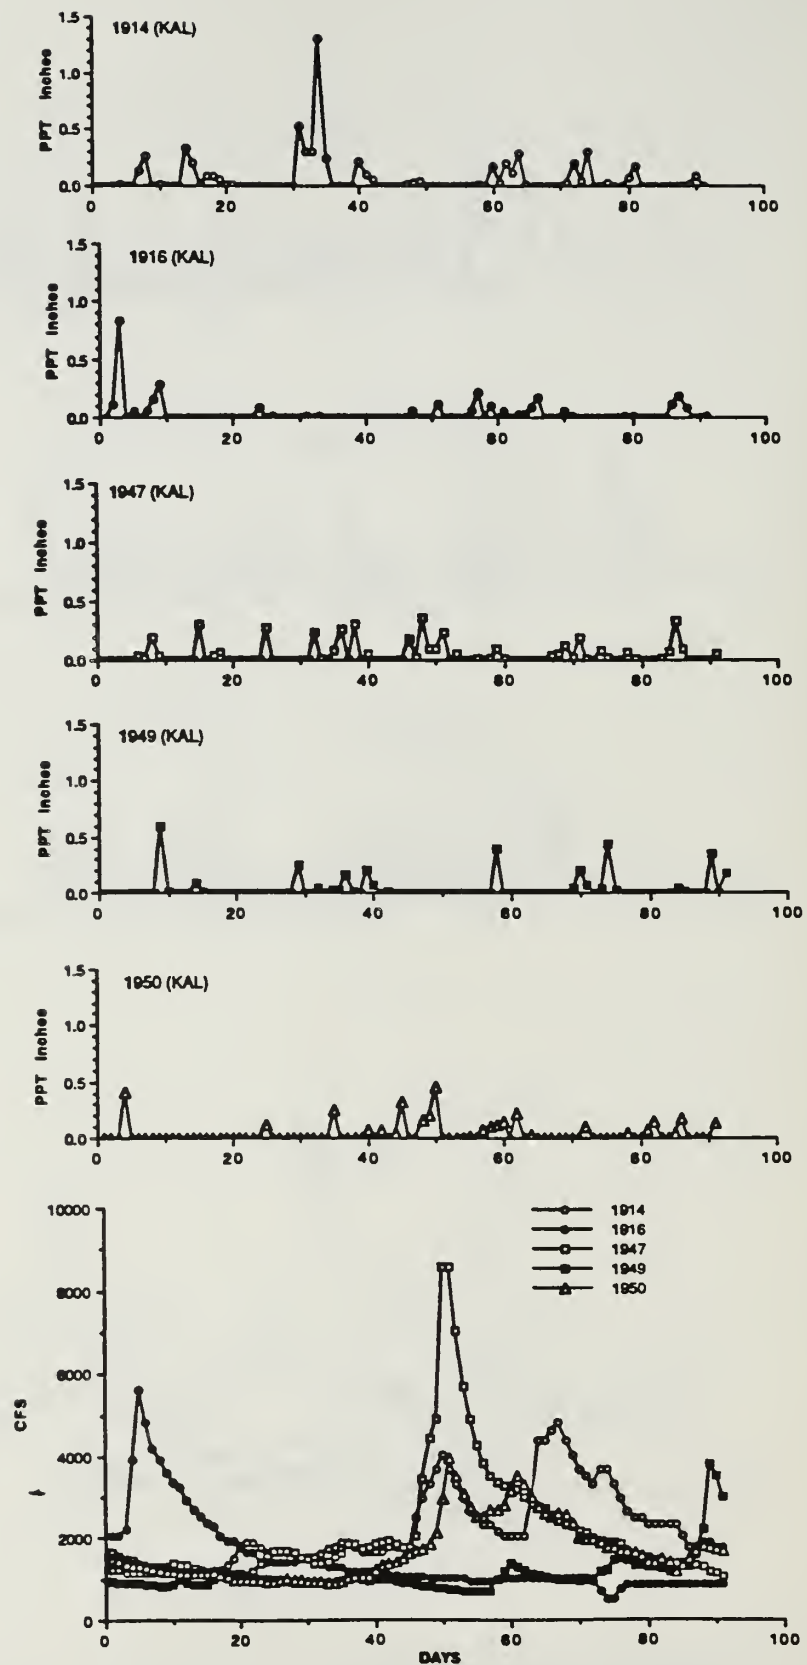 1914 (KAL)
PPT Inches
1.5
1.0
0.5
0.0
0 20 40 60 80 100
1916 (KAL)
PPT Inches
1.5
1.0
0.5
0.0
0 20 40 60 80 100
1947 (KAL)
PPT Inches
1.5
1.0
0.5
0.0
0 20 40 60 80 100
1949 (KAL)
PPT Inches
1.5
1.0
0.5
0.0
0 20 40 60 80 100
1950 (KAL)
PPT Inches
1.5
1.0
0.5
0.0
0 20 40 60 80 100
CFS
10000
8000
6000
4000
2000
0
1914
1916
1947
1949
1950
0 20 40 60 80 100
DAYS